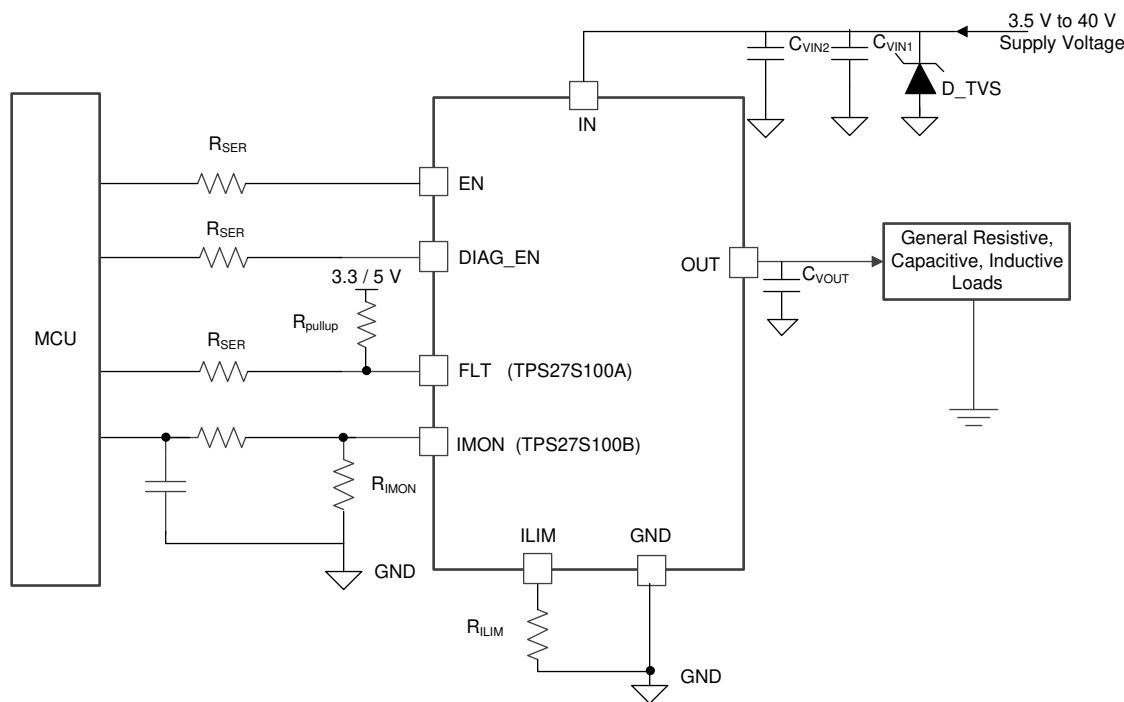 3.5 V to 40 V
Supply Voltage
CVIN2
CVIN1
D_TVS
IN
RSER
EN
RSER
DIAG_EN
3.3 / 5 V
Rpullup
OUT
CVOUT
General Resistive,
Capacitive, Inductive
Loads
MCU
RSER
FLT (TPS27S100A)
IMON (TPS27S100B)
RIMON
GND
ILIM
GND
RILIM
GND